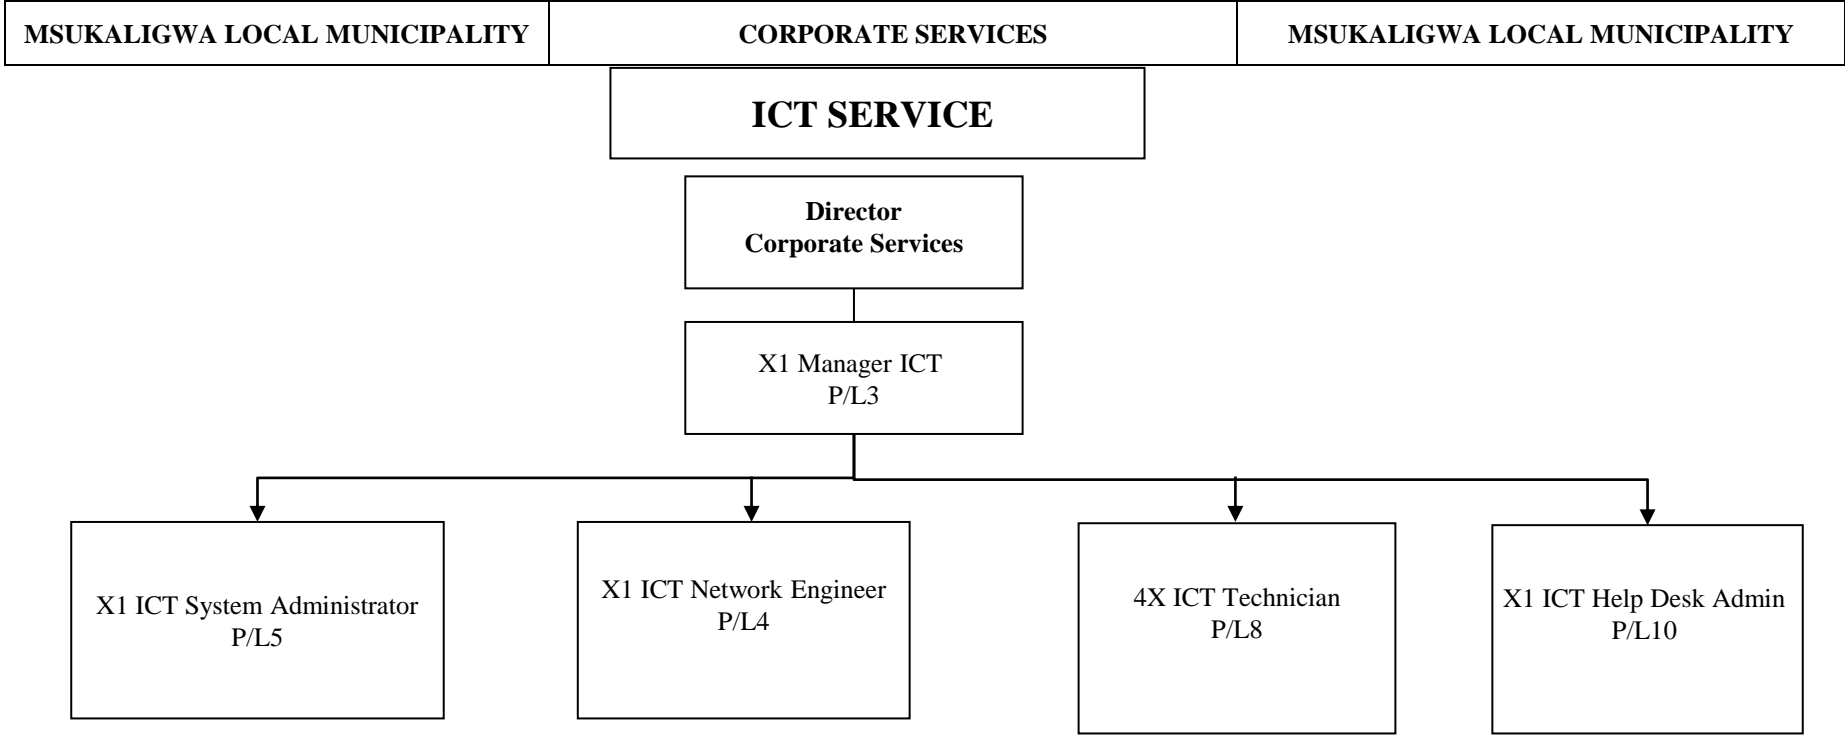 MSUKALIGWA LOCAL MUNICIPALITY
CORPORATE SERVICES
MSUKALIGWA LOCAL MUNICIPALITY
ICT SERVICE
Director
Corporate Services
X1 Manager ICT
P/L3
X1 ICT System Administrator
P/L5
X1 ICT Network Engineer
P/L4
4X ICT Technician
P/L8
X1 ICT Help Desk Admin
P/L10